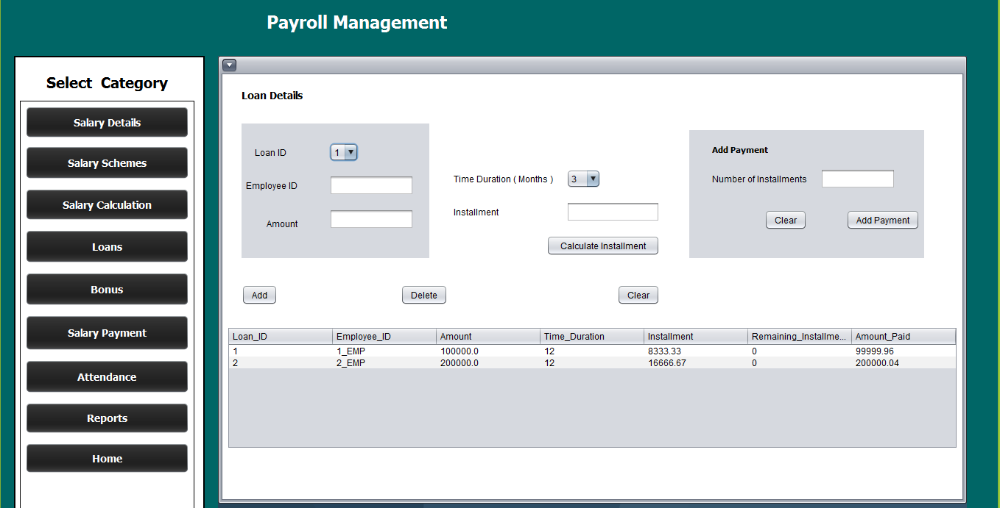 Payroll Management
Select Category
Salary Details
Salary Schemes
Salary Calculation
Loans
Bonus
Salary Payment
Attendance
Reports
Home
Loan Details
Loan ID 1
Employee ID
Amount
Time Duration ( Months ) 3
Installment
Calculate Installment
Add Payment
Number of Installments
Clear Add Payment
Add Delete Clear
Loan_ID Employee_ID Amount Time_Duration Installment Remaining_Installme... Amount_Paid
1 1_EMP 100000.0 12 8333.33 0 99999.96
2 2_EMP 200000.0 12 16666.67 0 200000.04